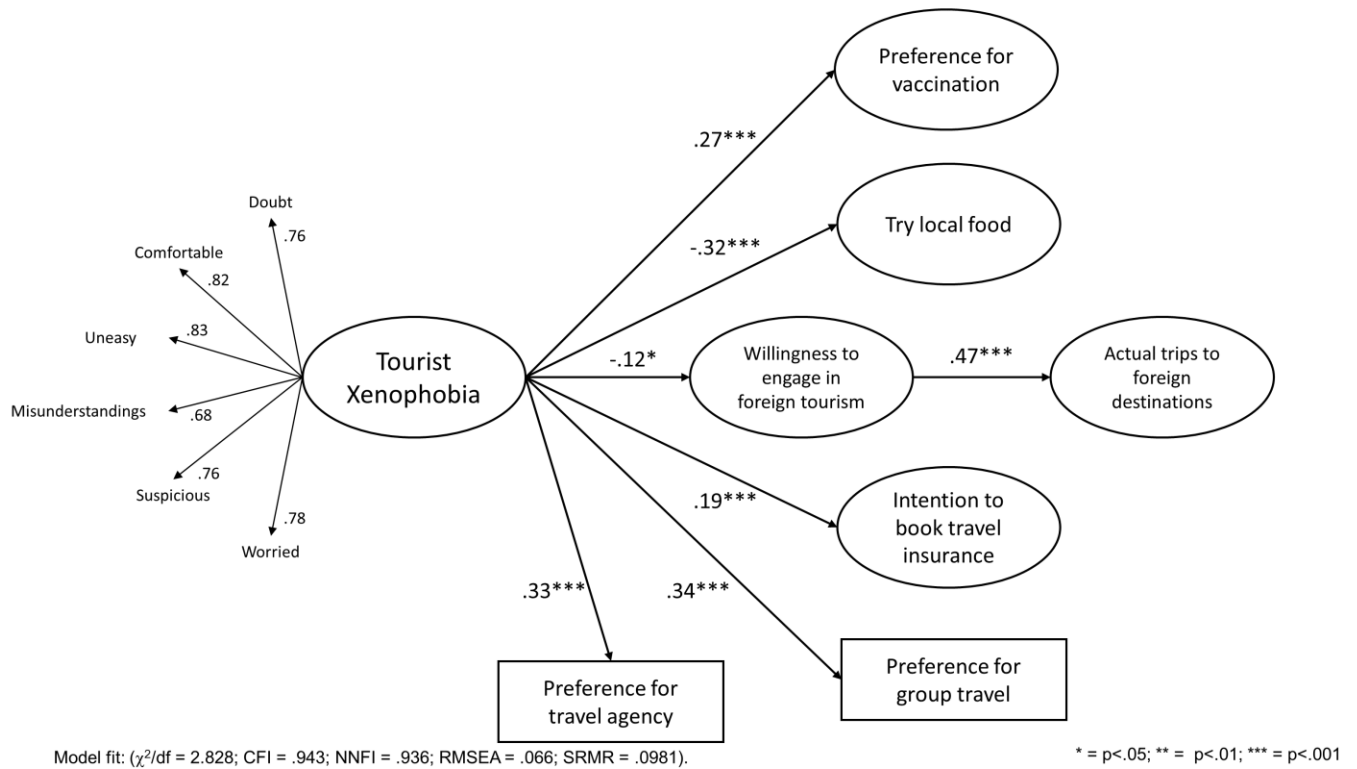 Preference for
vaccination
.27***
Doubt
.76
Try local food
-.32***
Comfortable
.82
Uneasy
.83
Tourist
Xenophobia
-.12*
Willingness to
engage in
foreign tourism
.47***
Actual trips to
foreign
destinations
Misunderstandings
.68
Suspicious
.76
Worried
.78
.19***
Intention to
book travel
insurance
.33***
.34***
Preference for
travel agency
Preference for
group travel
Model fit: (χ²/df = 2.828; CFI = .943; NNFI = .936; RMSEA = .066; SRMR = .0981).
* = p<.05; ** = p<.01; *** = p<.001